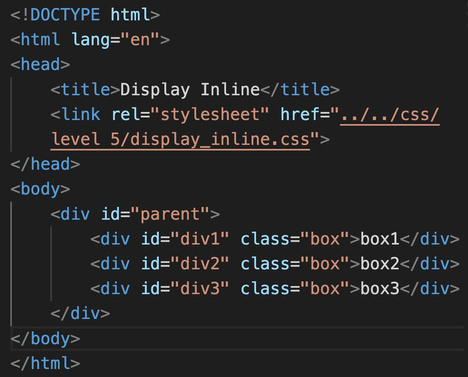 <!DOCTYPE html>
<html lang="en">
<head>
    <title>Display Inline</title>
    <link rel="stylesheet" href="../../css/
    level 5/display_inline.css">
</head>
<body>
    <div id="parent">
        <div id="div1" class="box">box1</div>
        <div id="div2" class="box">box2</div>
        <div id="div3" class="box">box3</div>
    </div>
</body>
</html>